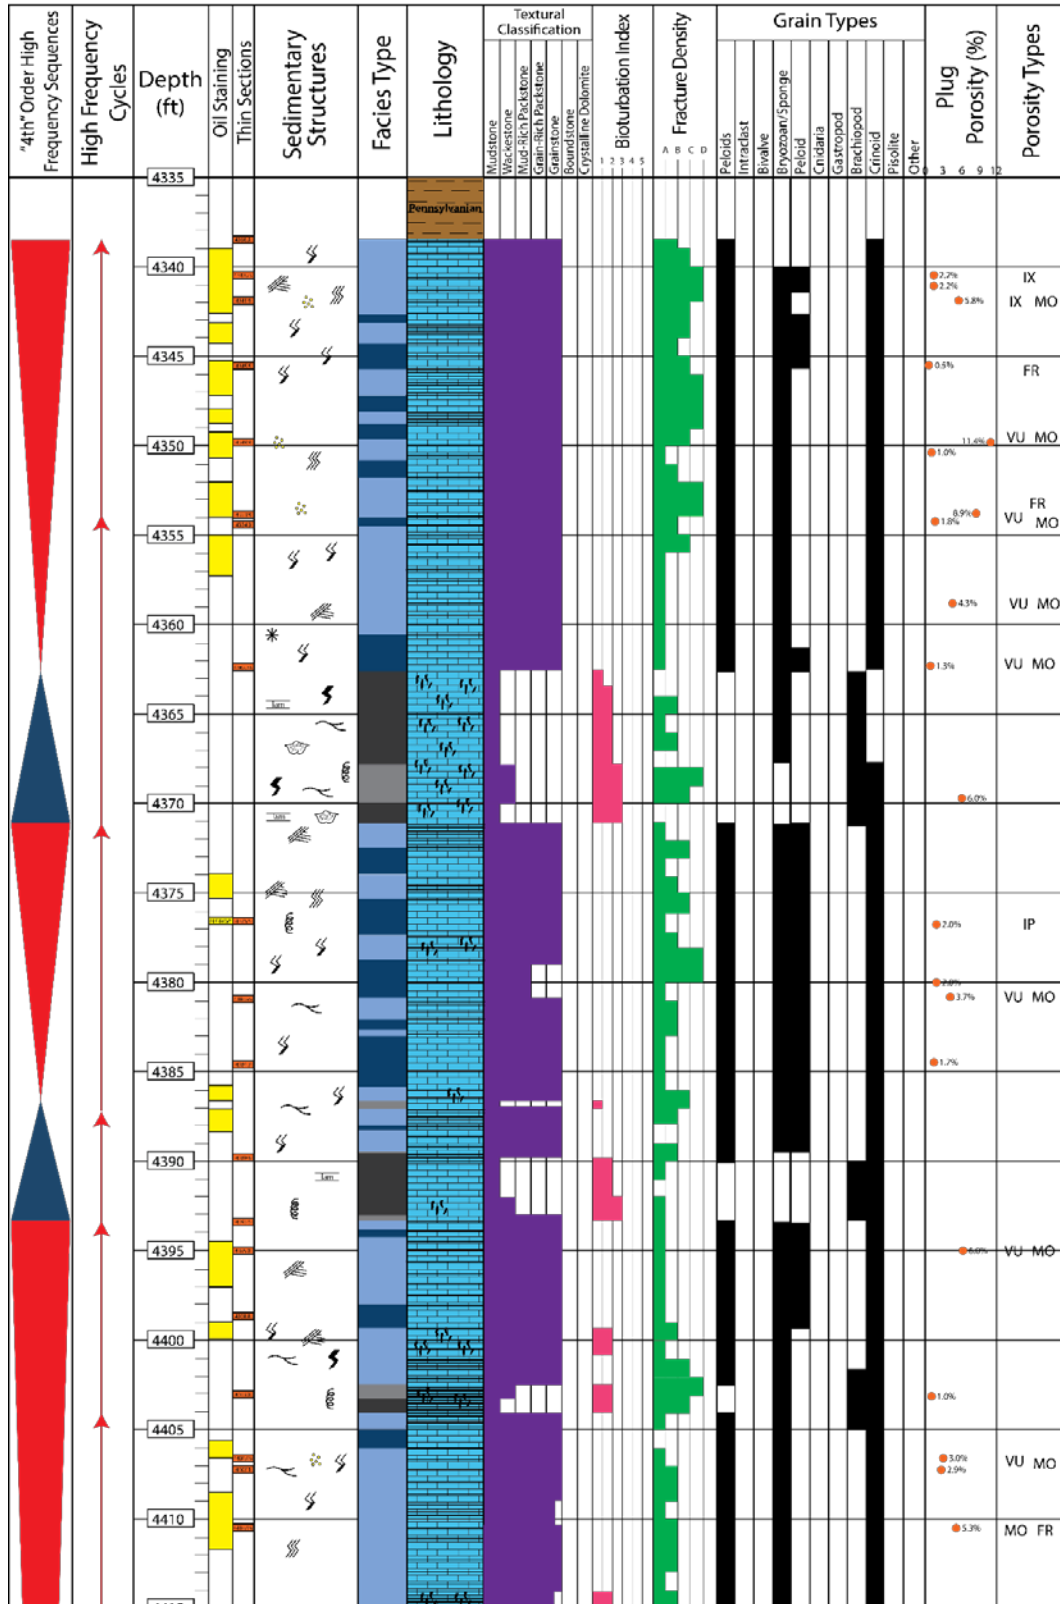 "4th" Order High
Frequency Sequences
High Frequency
Cycles
Depth
(ft)
Oil Staining
Thin Sections
Sedimentary
Structures
Facies Type
Lithology
Textural
Classification
Mudstone
Wackestone
Mud-Rich Packstone
Grain-Rich Packstone
Grainstone
Boundstone
Crystalline Dolomite
Bioturbation Index
1 2 3 4 5
Fracture Density
A B C D
Grain Types
Peloids
Intraclast
Bivalve
Bryozoan/Sponge
Peloid
Cnidaria
Gastropod
Brachiopod
Crinoid
Pisolite
Other
Plug
Porosity (%)
0 3 6 9 12
Porosity Types
4335
Pennsylvanian
4340
2.2% IX
2.2%
5.8% IX MO
4345
0.6% FR
4350
11.4% VU MO
1.0%
8.9% FR
1.8% VU MO
4355
4.3% VU MO
4360
1.3% VU MO
Lam
4365
4370
6.0%
Lam
4375
2.0% IP
4380
2.0%
3.7% VU MO
4385
1.7%
4390
Lam
4395
6.0% VU MO
4400
1.0%
4405
3.0% VU MO
2.9%
4410
5.3% MO FR